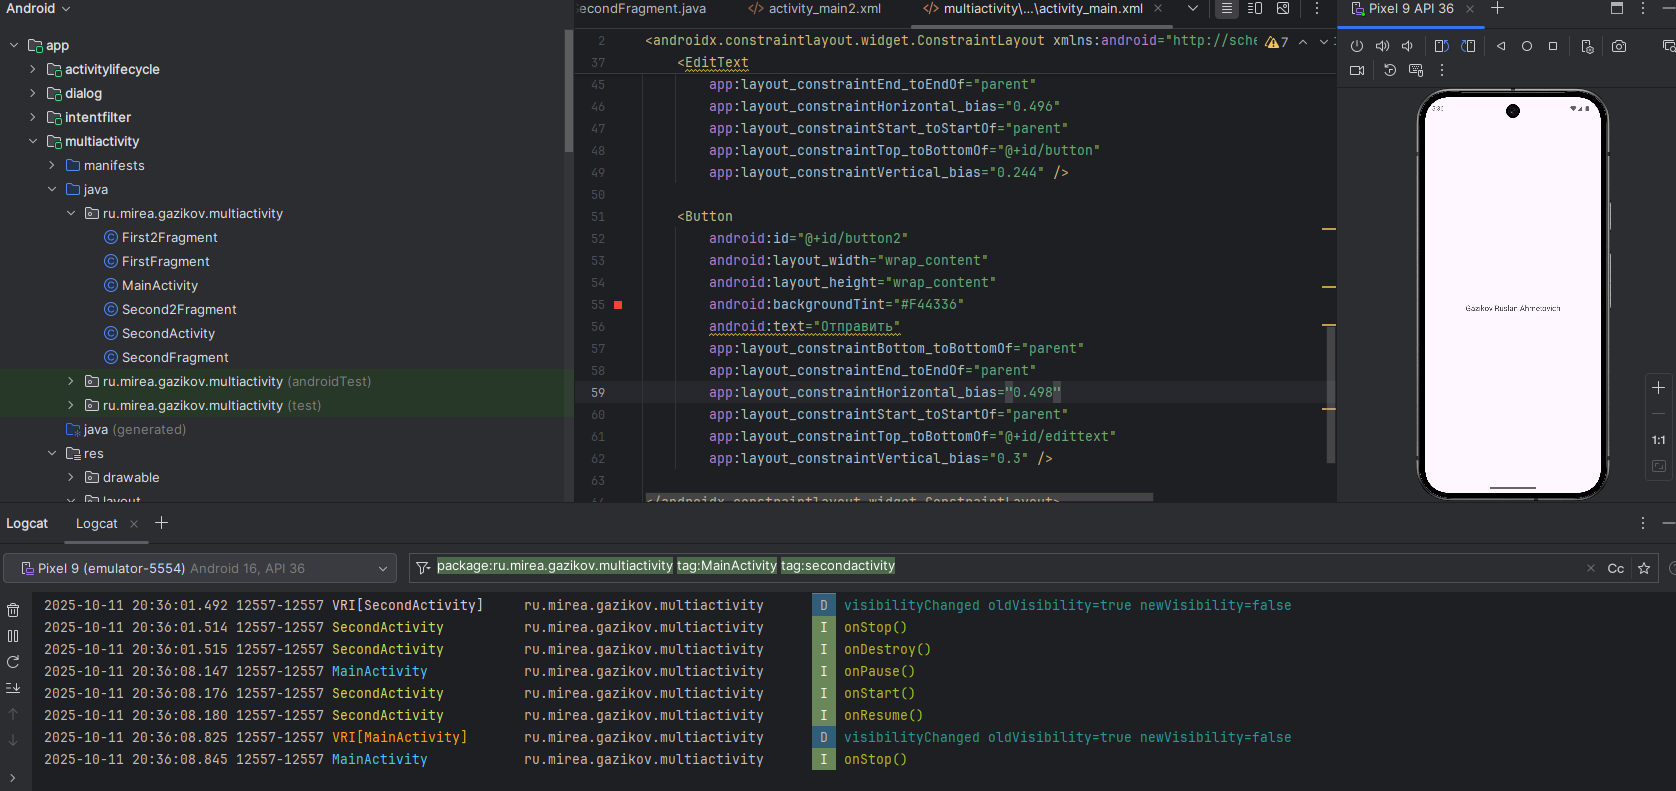 Android
app
activitylifecycle
dialog
intentfilter
multiactivity
manifests
java
ru.mirea.gazikov.multiactivity
First2Fragment
FirstFragment
MainActivity
Second2Fragment
SecondActivity
SecondFragment
ru.mirea.gazikov.multiactivity (androidTest)
ru.mirea.gazikov.multiactivity (test)
java (generated)
res
drawable
layout
econdFragment.java
</> activity_main2.xml
</> multiactivity\...\activity_main.xml
2 <androidx.constraintlayout.widget.ConstraintLayout xmlns:android="http://sche
7
37 <EditText
45 app:layout_constraintEnd_toEndOf="parent"
46 app:layout_constraintHorizontal_bias="0.496"
47 app:layout_constraintStart_toStartOf="parent"
48 app:layout_constraintTop_toBottomOf="@+id/button"
49 app:layout_constraintVertical_bias="0.244" />
50
51 <Button
52 android:id="@+id/button2"
53 android:layout_width="wrap_content"
54 android:layout_height="wrap_content"
55 android:backgroundTint="#F44336"
56 android:text="Отправить"
57 app:layout_constraintBottom_toBottomOf="parent"
58 app:layout_constraintEnd_toEndOf="parent"
59 app:layout_constraintHorizontal_bias="0.498"
60 app:layout_constraintStart_toStartOf="parent"
61 app:layout_constraintTop_toBottomOf="@+id/edittext"
62 app:layout_constraintVertical_bias="0.3" />
63
64 </androidx.constraintlayout.widget.ConstraintLayout>
Pixel 9 API 36
Gazikov Ruslan Ahmetovich
1:1
Logcat
Logcat
Pixel 9 (emulator-5554) Android 16, API 36
package:ru.mirea.gazikov.multiactivity tag:MainActivity tag:secondactivity
Cc
2025-10-11 20:36:01.492 12557-12557 VRI[SecondActivity] ru.mirea.gazikov.multiactivity D visibilityChanged oldVisibility=true newVisibility=false
2025-10-11 20:36:01.514 12557-12557 SecondActivity ru.mirea.gazikov.multiactivity I onStop()
2025-10-11 20:36:01.515 12557-12557 SecondActivity ru.mirea.gazikov.multiactivity I onDestroy()
2025-10-11 20:36:08.147 12557-12557 MainActivity ru.mirea.gazikov.multiactivity I onPause()
2025-10-11 20:36:08.176 12557-12557 SecondActivity ru.mirea.gazikov.multiactivity I onStart()
2025-10-11 20:36:08.180 12557-12557 SecondActivity ru.mirea.gazikov.multiactivity I onResume()
2025-10-11 20:36:08.825 12557-12557 VRI[MainActivity] ru.mirea.gazikov.multiactivity D visibilityChanged oldVisibility=true newVisibility=false
2025-10-11 20:36:08.845 12557-12557 MainActivity ru.mirea.gazikov.multiactivity I onStop()